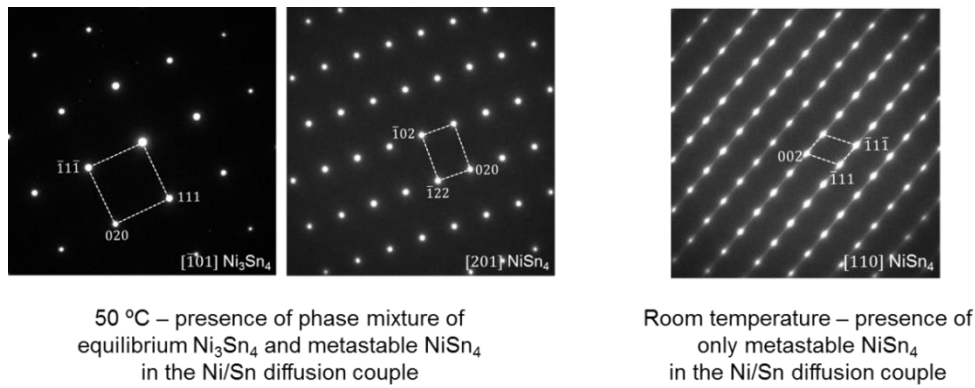 1̅11̅
111
020
[1̅01] Ni₃Sn₄
1̅02
020
1̅22
[201] NiSn₄
002
1̅11̅
1̅11
[110] NiSn₄
50 ºC – presence of phase mixture of
equilibrium Ni₃Sn₄ and metastable NiSn₄
in the Ni/Sn diffusion couple
Room temperature – presence of
only metastable NiSn₄
in the Ni/Sn diffusion couple